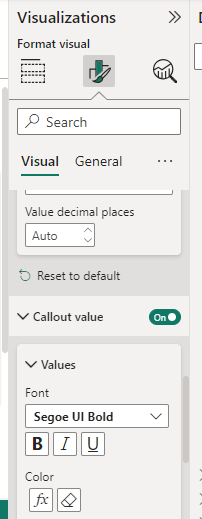 Visualizations
Format visual
Search
Visual General ...
Value decimal places
Auto
Reset to default
Callout value On
Values
Font
Segoe UI Bold
B I U
Color
fx